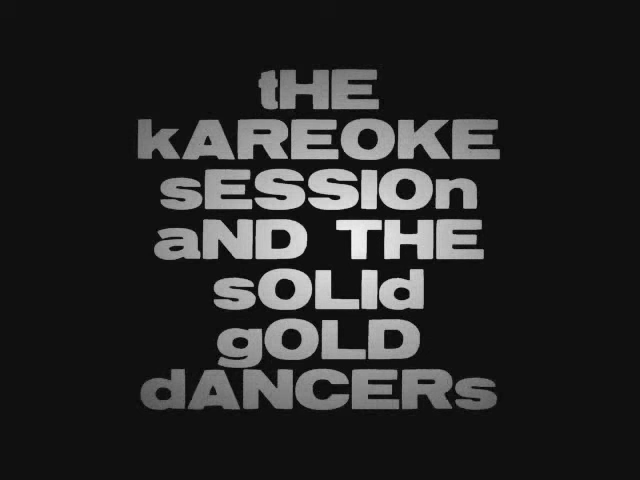 tHE
kAREOKE
sESSIOn
aND THE
sOLId
gOLD
dANCERs